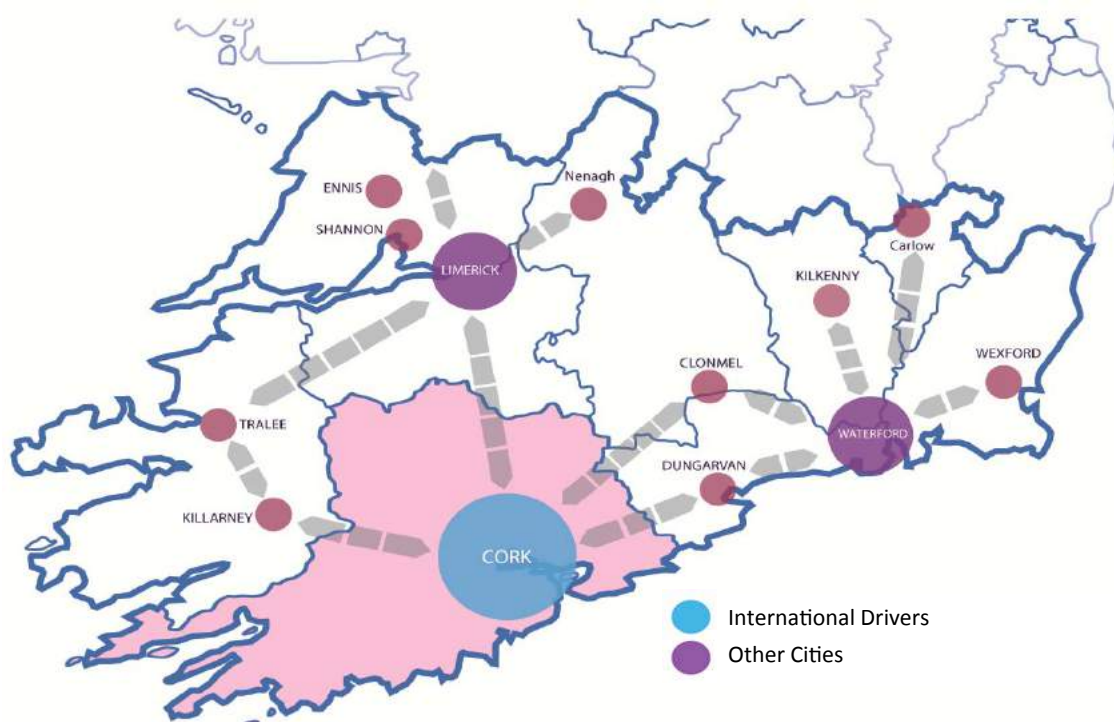 Nenagh
ENNIS
SHANNON
Carlow
LIMERICK
KILKENNY
WEXFORD
CLONMEL
TRALEE
WATERFORD
DUNGARVAN
KILLARNEY
CORK
International Drivers
Other Cities